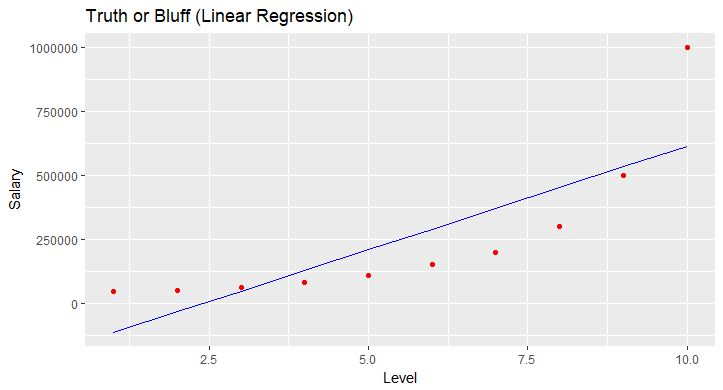 Truth or Bluff (Linear Regression)
1000000
750000
500000
250000
0
Salary
2.5 5.0 7.5 10.0
Level